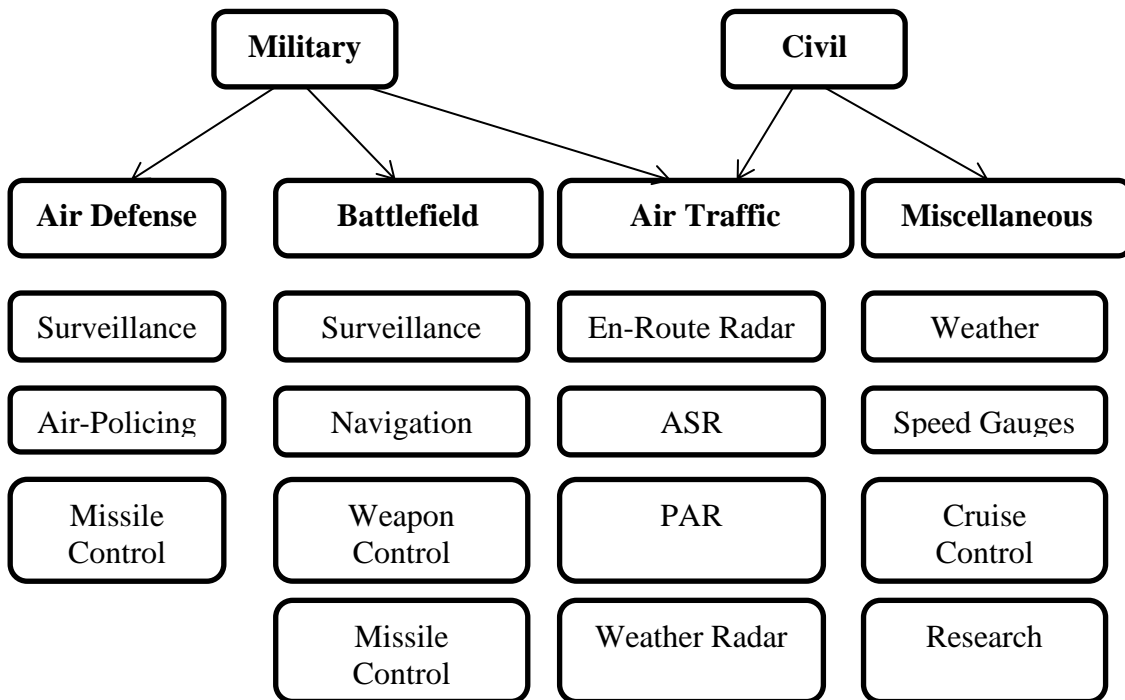 Military
Civil
Air Defense
Battlefield
Air Traffic
Miscellaneous
Surveillance
Surveillance
En-Route Radar
Weather
Air-Policing
Navigation
ASR
Speed Gauges
Missile
Control
Weapon
Control
PAR
Cruise
Control
Missile
Control
Weather Radar
Research